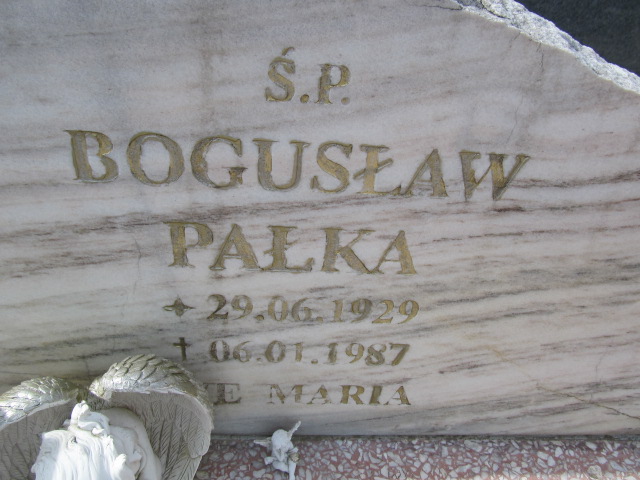 Ś.P.
BOGUSŁAW
PAŁKA
29.06.1929
† 06.01.1987
MARIA